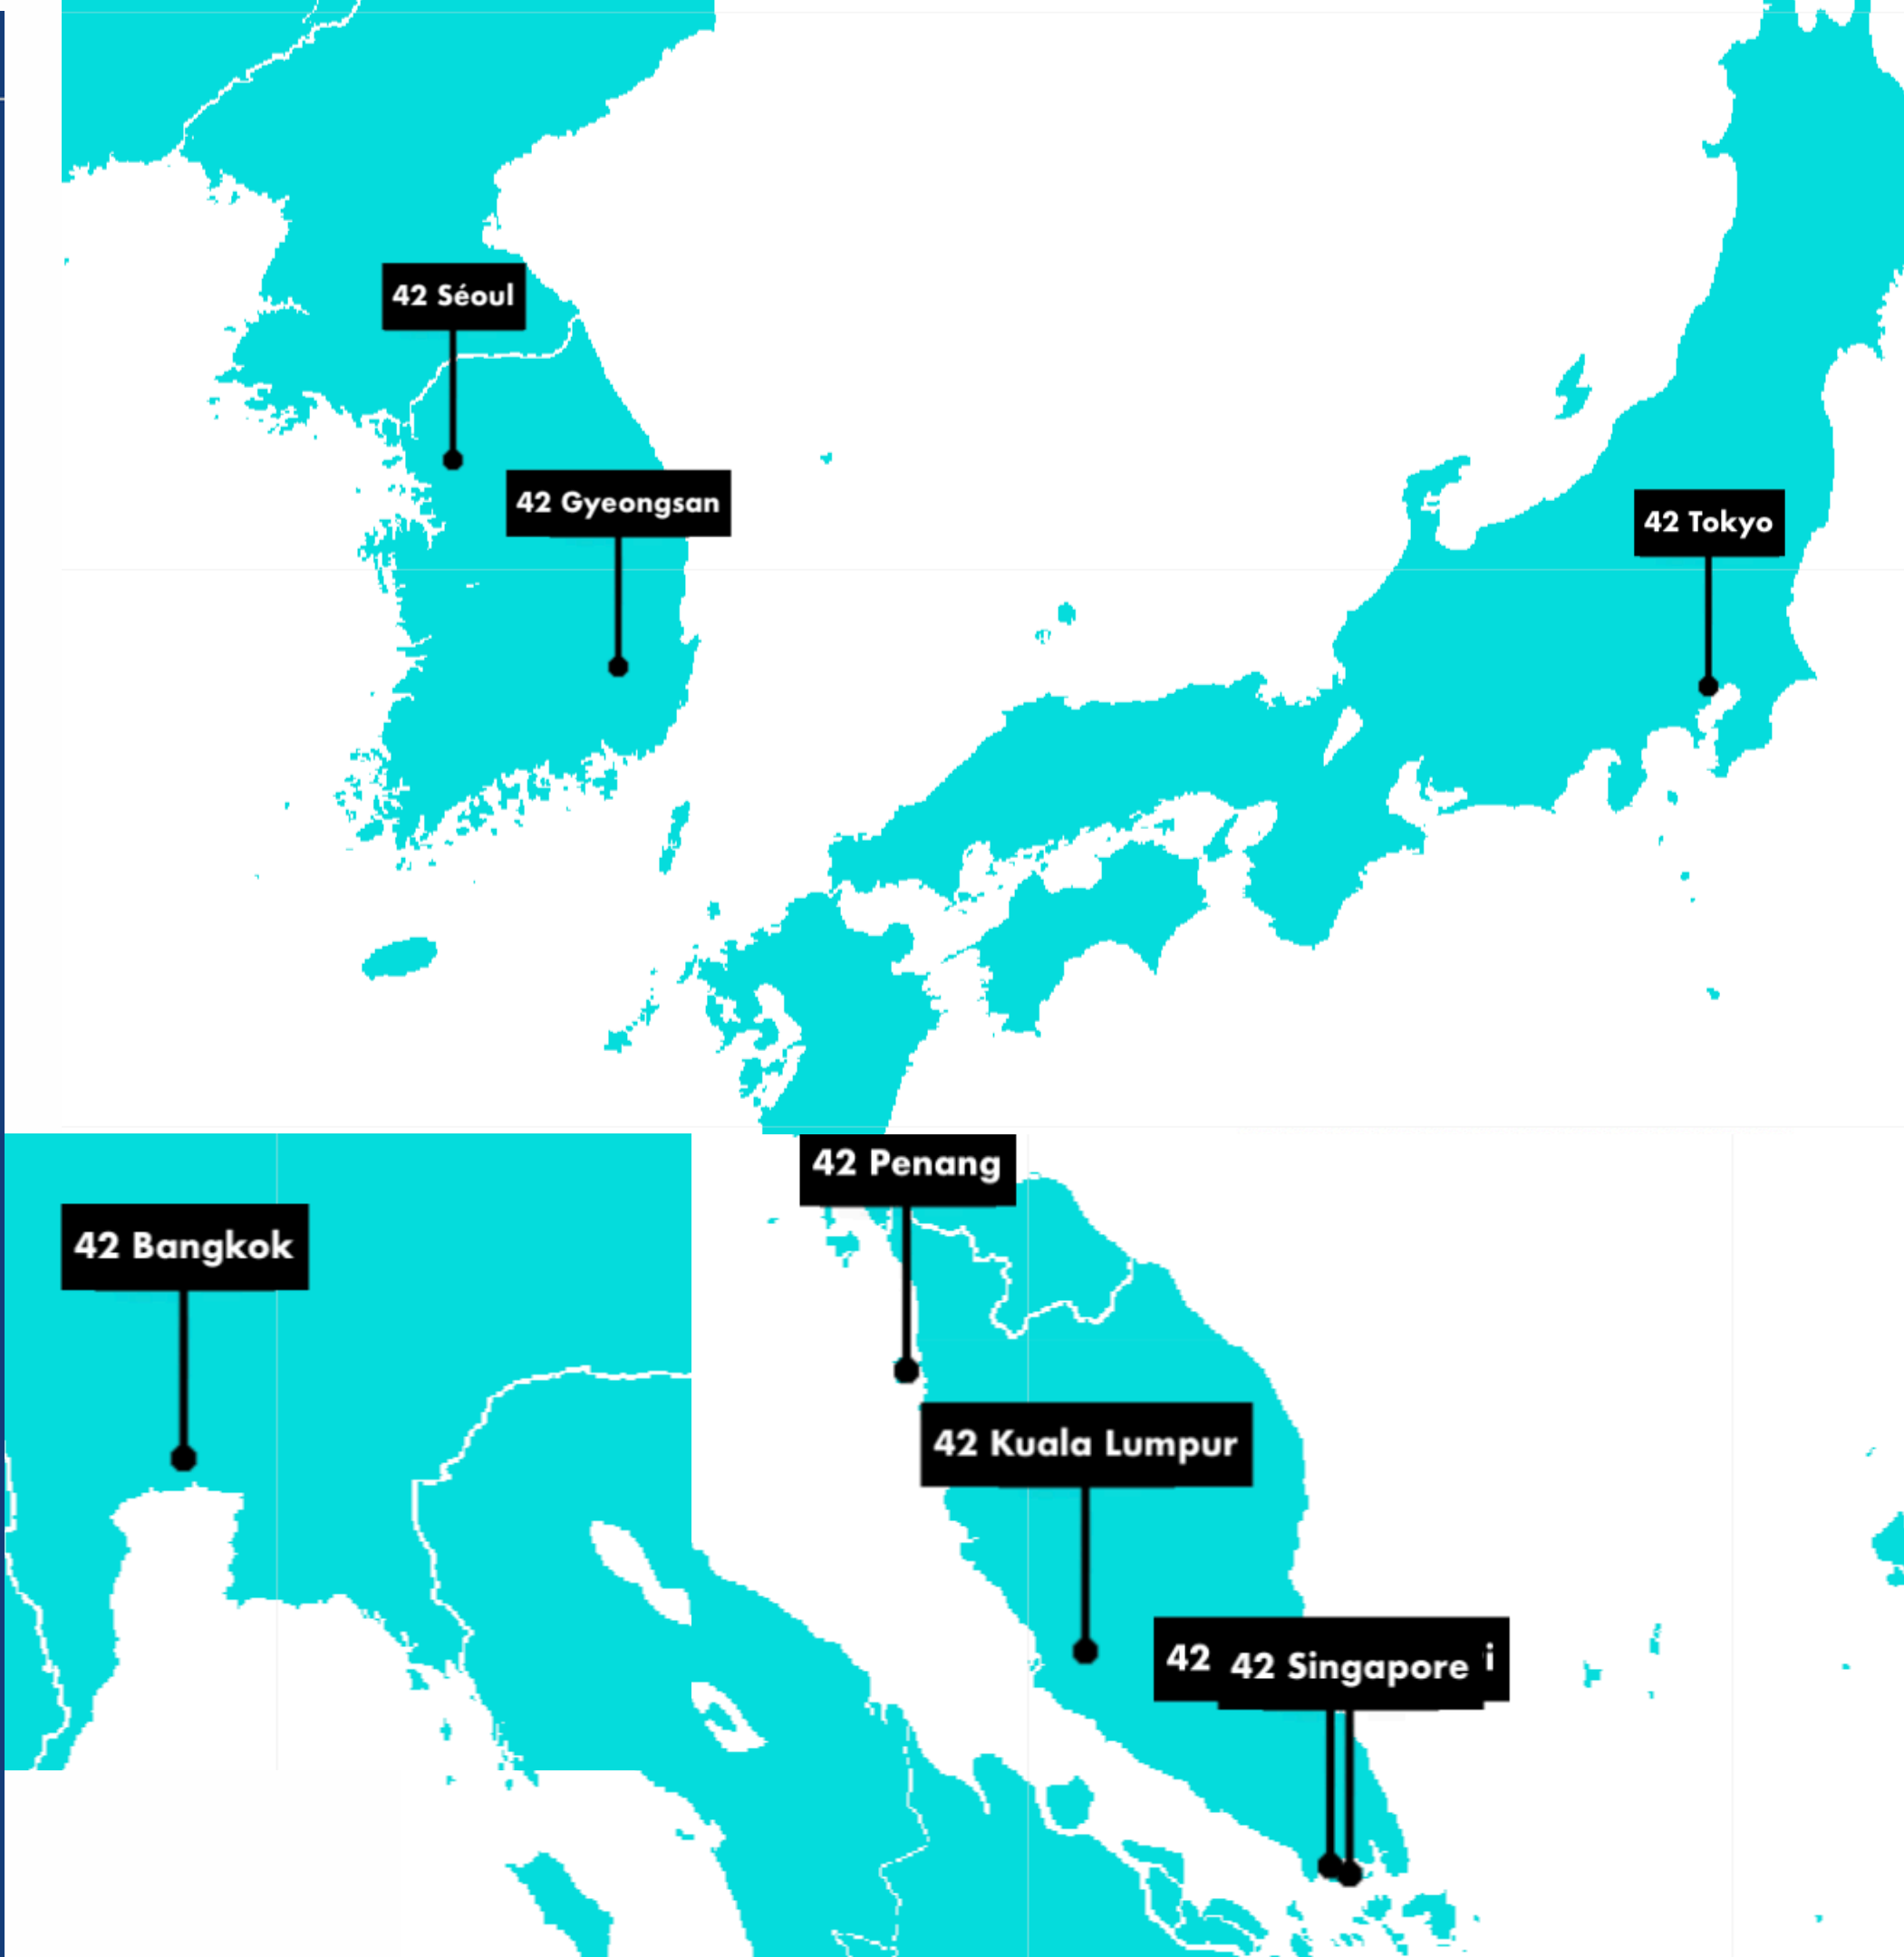 42 Séoul
42 Gyeongsan
42 Tokyo
42 Penang
42 Bangkok
42 Kuala Lumpur
42
42 Singapore